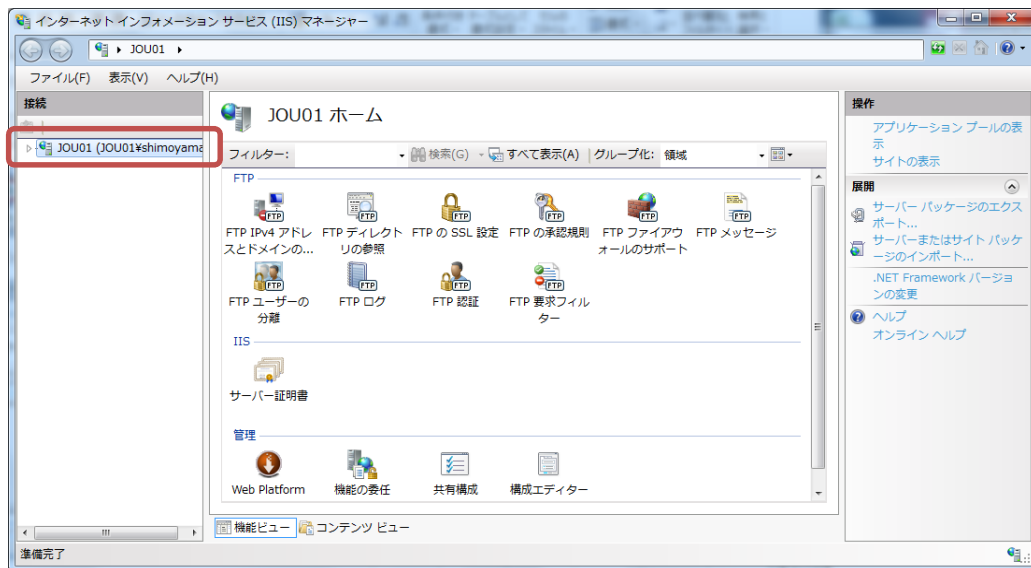 インターネット インフォメーション サービス (IIS) マネージャー
JOU01
ファイル(F) 表示(V) ヘルプ(H)
接続
JOU01 (JOU01¥shimoyama
JOU01 ホーム
フィルター: 検索(G) すべて表示(A) グループ化: 領域
FTP
FTP IPv4 アドレスとドメインの...
FTP ディレクトリの参照
FTP の SSL 設定
FTP の承認規則
FTP ファイアウォールのサポート
FTP メッセージ
FTP ユーザーの分離
FTP ログ
FTP 認証
FTP 要求フィルター
IIS
サーバー証明書
管理
Web Platform
機能の委任
共有構成
構成エディター
機能ビュー コンテンツ ビュー
操作
アプリケーション プールの表示
サイトの表示
展開
サーバー パッケージのエクスポート...
サーバーまたはサイト パッケージのインポート...
.NET Framework バージョンの変更
ヘルプ
オンライン ヘルプ
準備完了